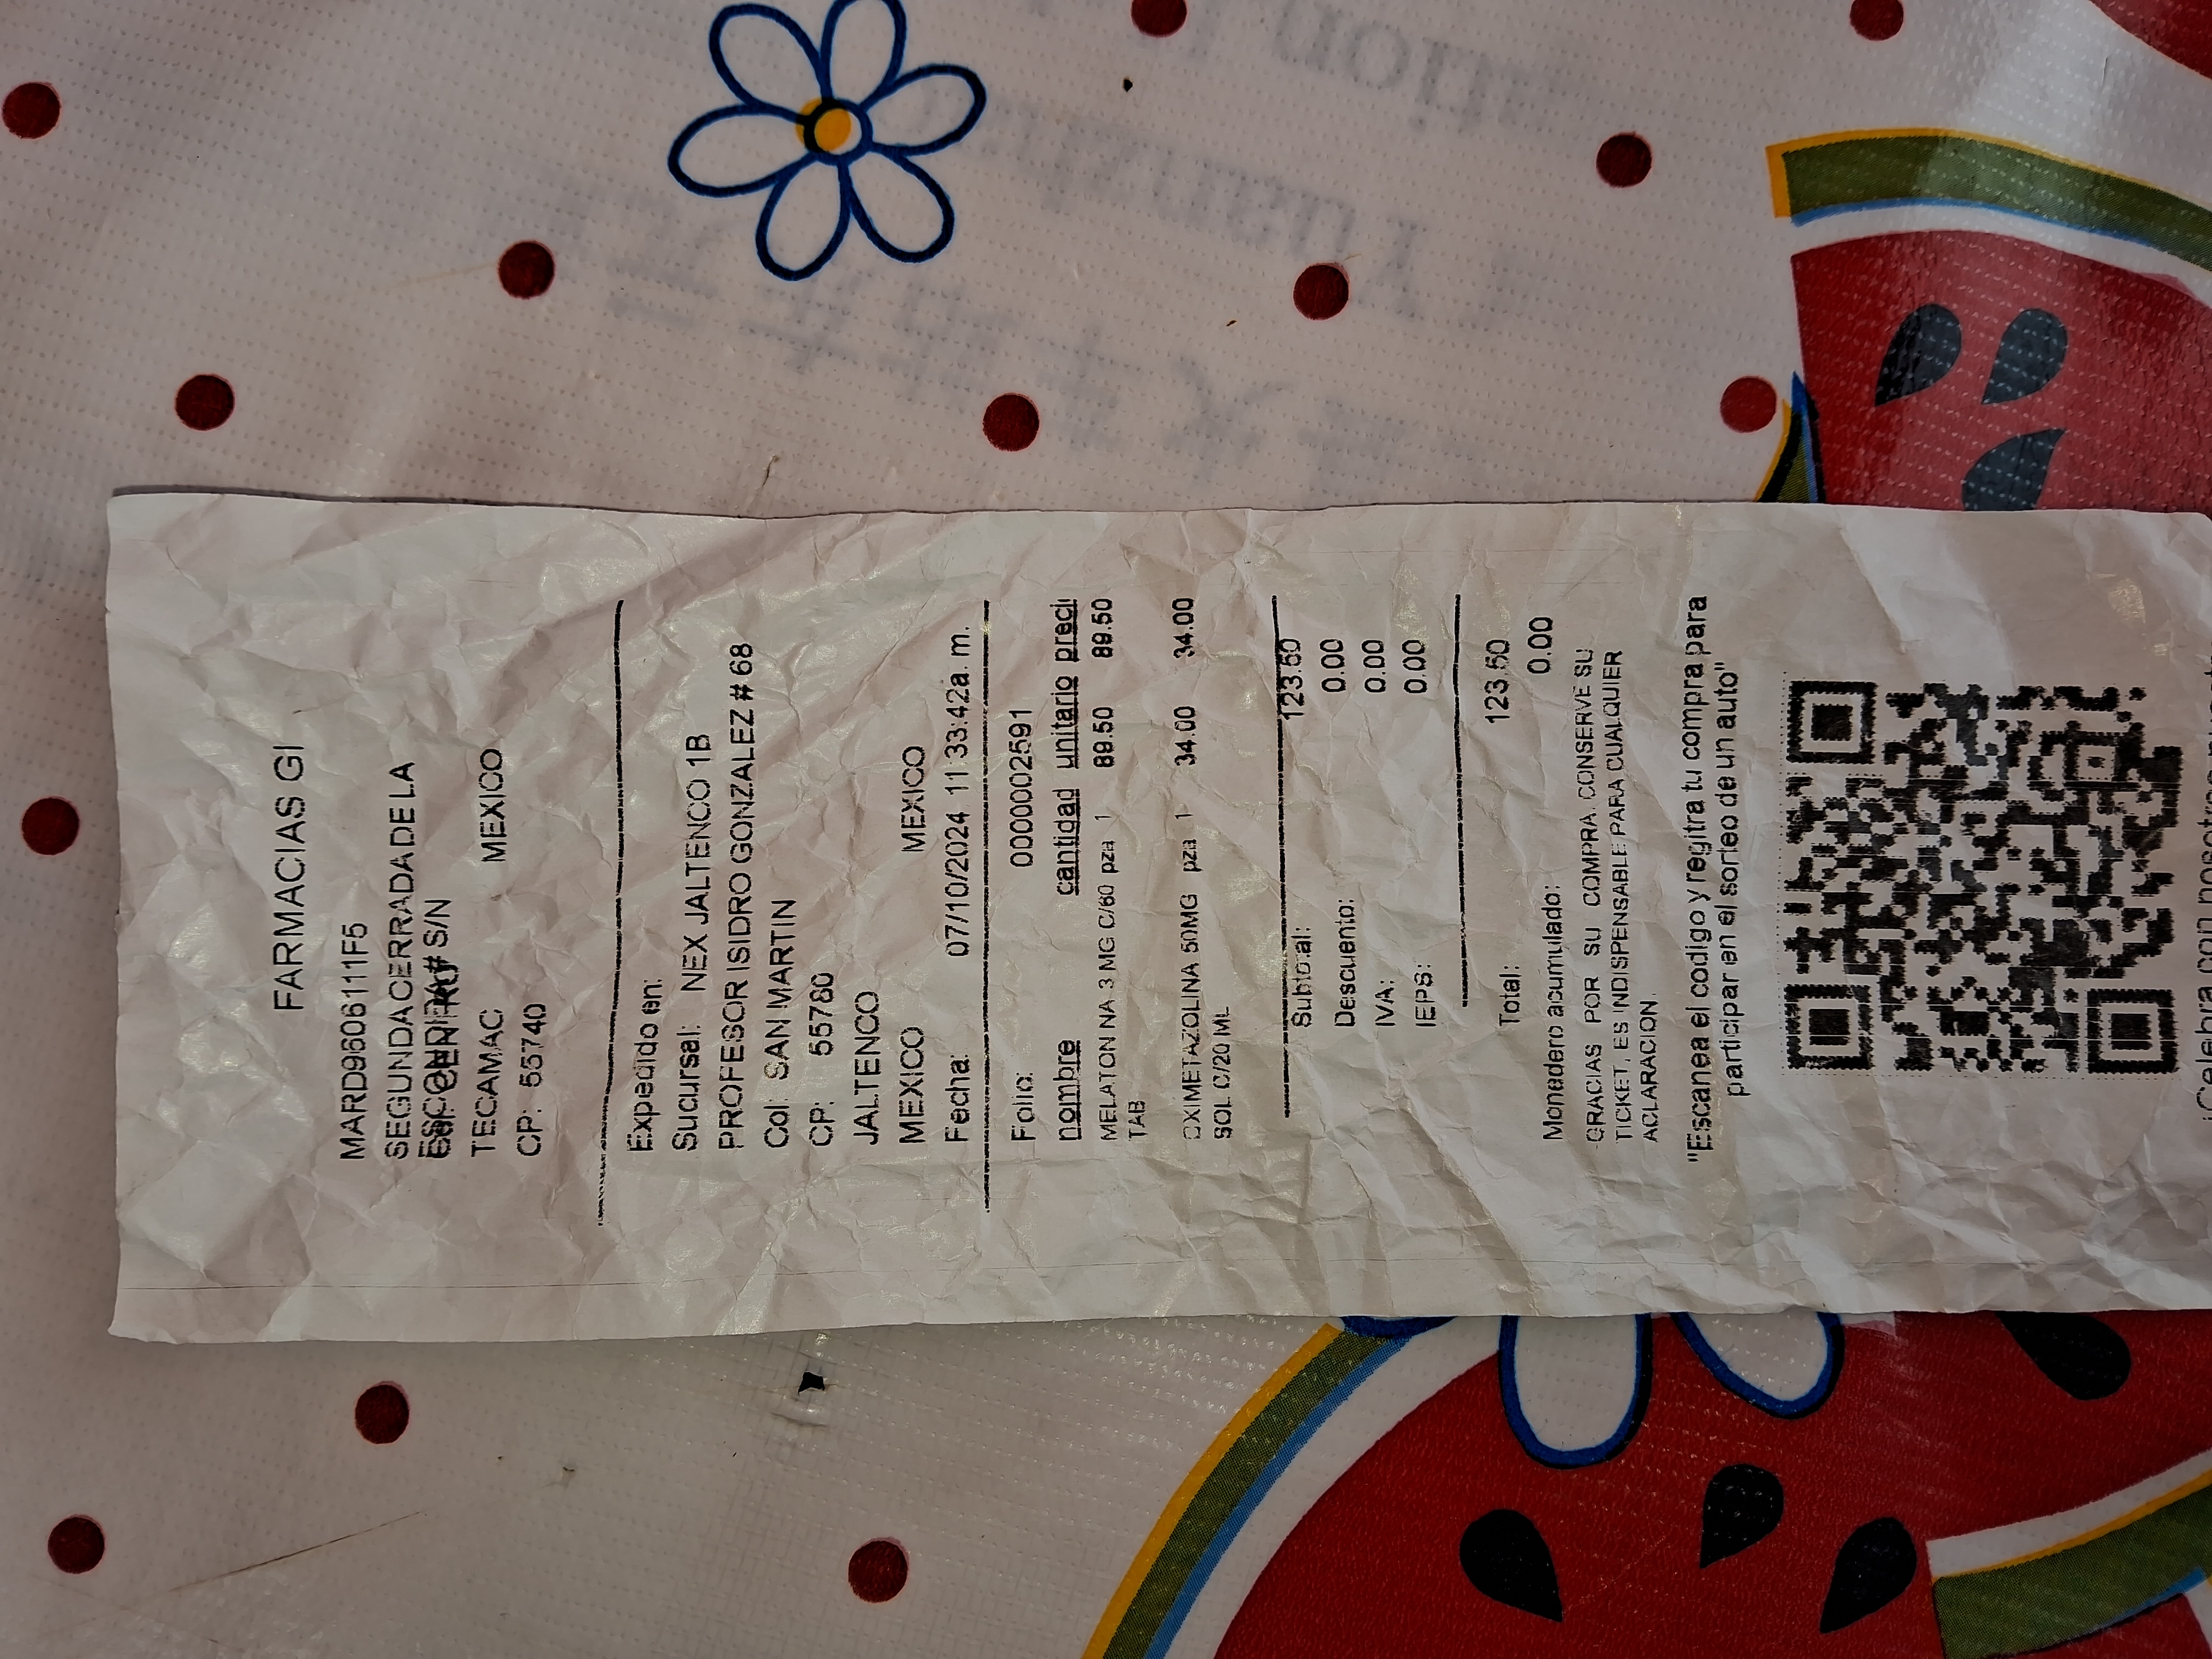 FARMACIAS GI
MARD9606111F5
SEGUNDA CERRADA DE LA
# S/N
TECAMAC MEXICO
CP: 55740
Expedido en:
Sucursal: NEX JALTENCO 1B
PROFESOR ISIDRO GONZALEZ # 68
Col: SAN MARTIN
CP: 55780
JALTENCO
MEXICO MEXICO
Fecha: 07/10/2024 11:33:42a. m.
Folio: 0000002591
nombre cantidad unitario preci
MELATONINA 3 MG C/60 pza 1 89.50 89.50
TAB
OXIMETAZOLINA 50MG pza 1 34.00 34.00
SOL C/20 ML
Subtotal: 123.50
Descuento: 0.00
IVA: 0.00
IEPS: 0.00
Total: 123.50
Monadero acumulado: 0.00
GRACIAS POR SU COMPRA, CONSERVE SU
TICKET, ES INDISPENSABLE PARA CUALQUIER
ACLARACION.
"Escanea el codigo y regitra tu compra para
participar en el sorteo de un auto"
¡Celebra con